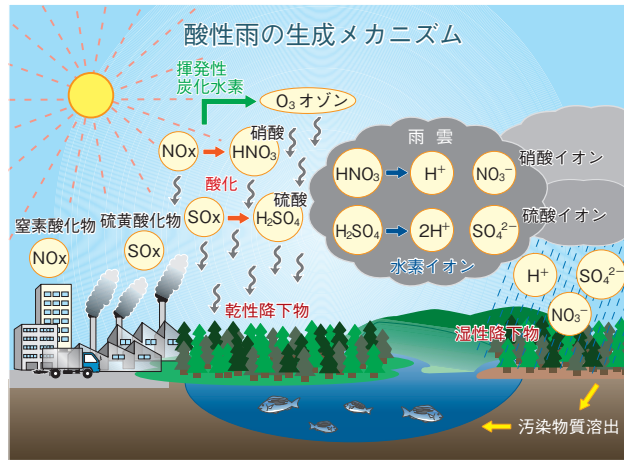 酸性雨の生成メカニズム
揮発性
炭化水素
O₃オゾン
硝酸
NOx
HNO₃
酸化
硫酸
SOx
H₂SO₄
窒素酸化物
硫黄酸化物
NOx
SOx
乾性降下物
雨雲
HNO₃
H⁺
NO₃⁻
硝酸イオン
H₂SO₄
2H⁺
SO₄²⁻
硫酸イオン
水素イオン
H⁺
SO₄²⁻
NO₃⁻
湿性降下物
汚染物質溶出